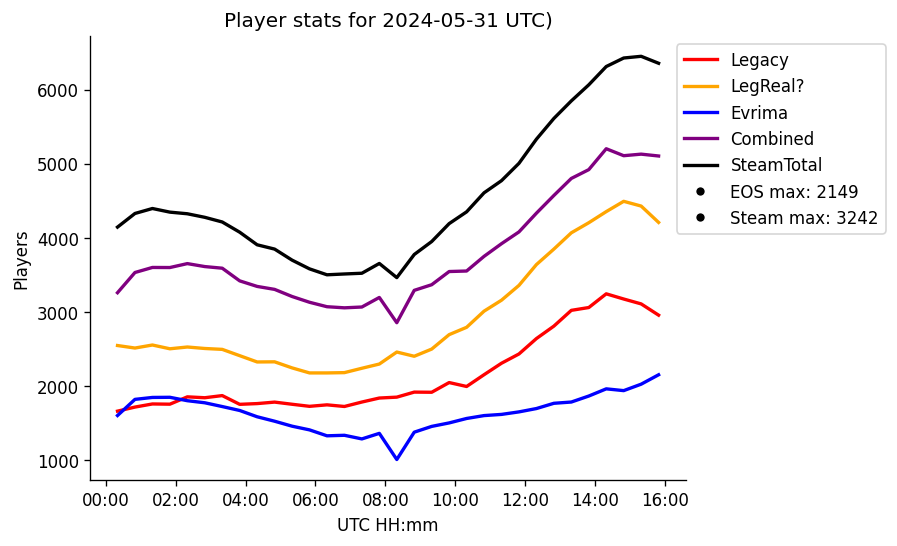 Player stats for 2024-05-31 UTC)
Players
6000
5000
4000
3000
2000
1000
00:00 02:00 04:00 06:00 08:00 10:00 12:00 14:00 16:00
UTC HH:mm
Legacy
LegReal?
Evrima
Combined
SteamTotal
EOS max: 2149
Steam max: 3242